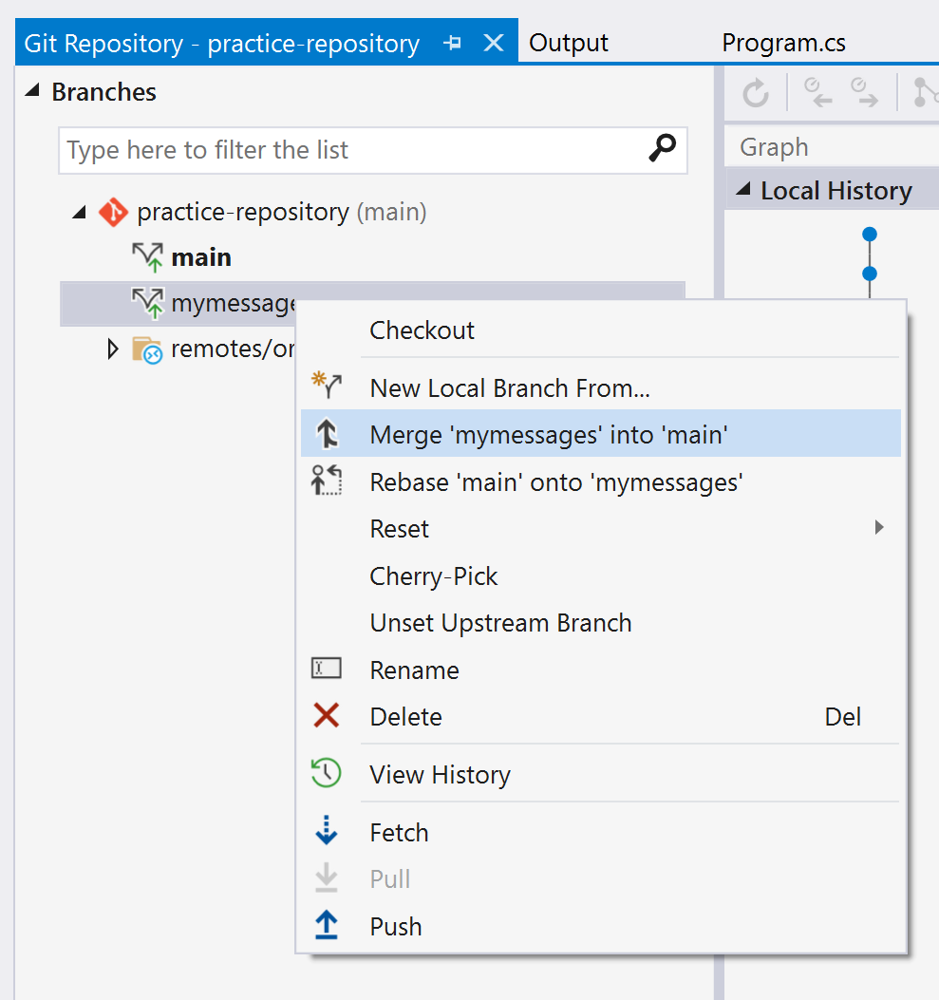 Git Repository - practice-repository
Output
Program.cs
Branches
Type here to filter the list
Graph
Local History
practice-repository (main)
main
mymessage
remotes/or
Checkout
New Local Branch From...
Merge 'mymessages' into 'main'
Rebase 'main' onto 'mymessages'
Reset
Cherry-Pick
Unset Upstream Branch
Rename
Delete Del
View History
Fetch
Pull
Push